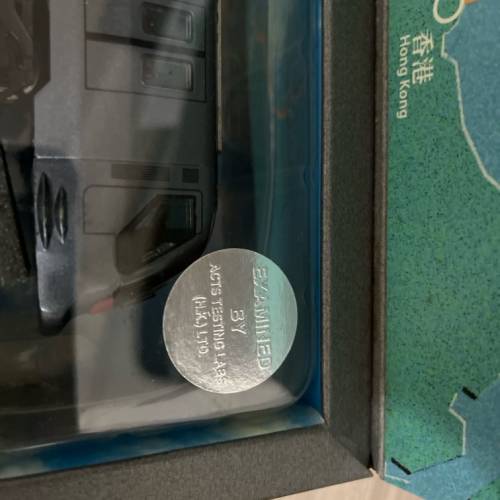 香港
Hong Kong
EXAMINED
BY
ACTS TESTING LABS
(H.K.) LTD.